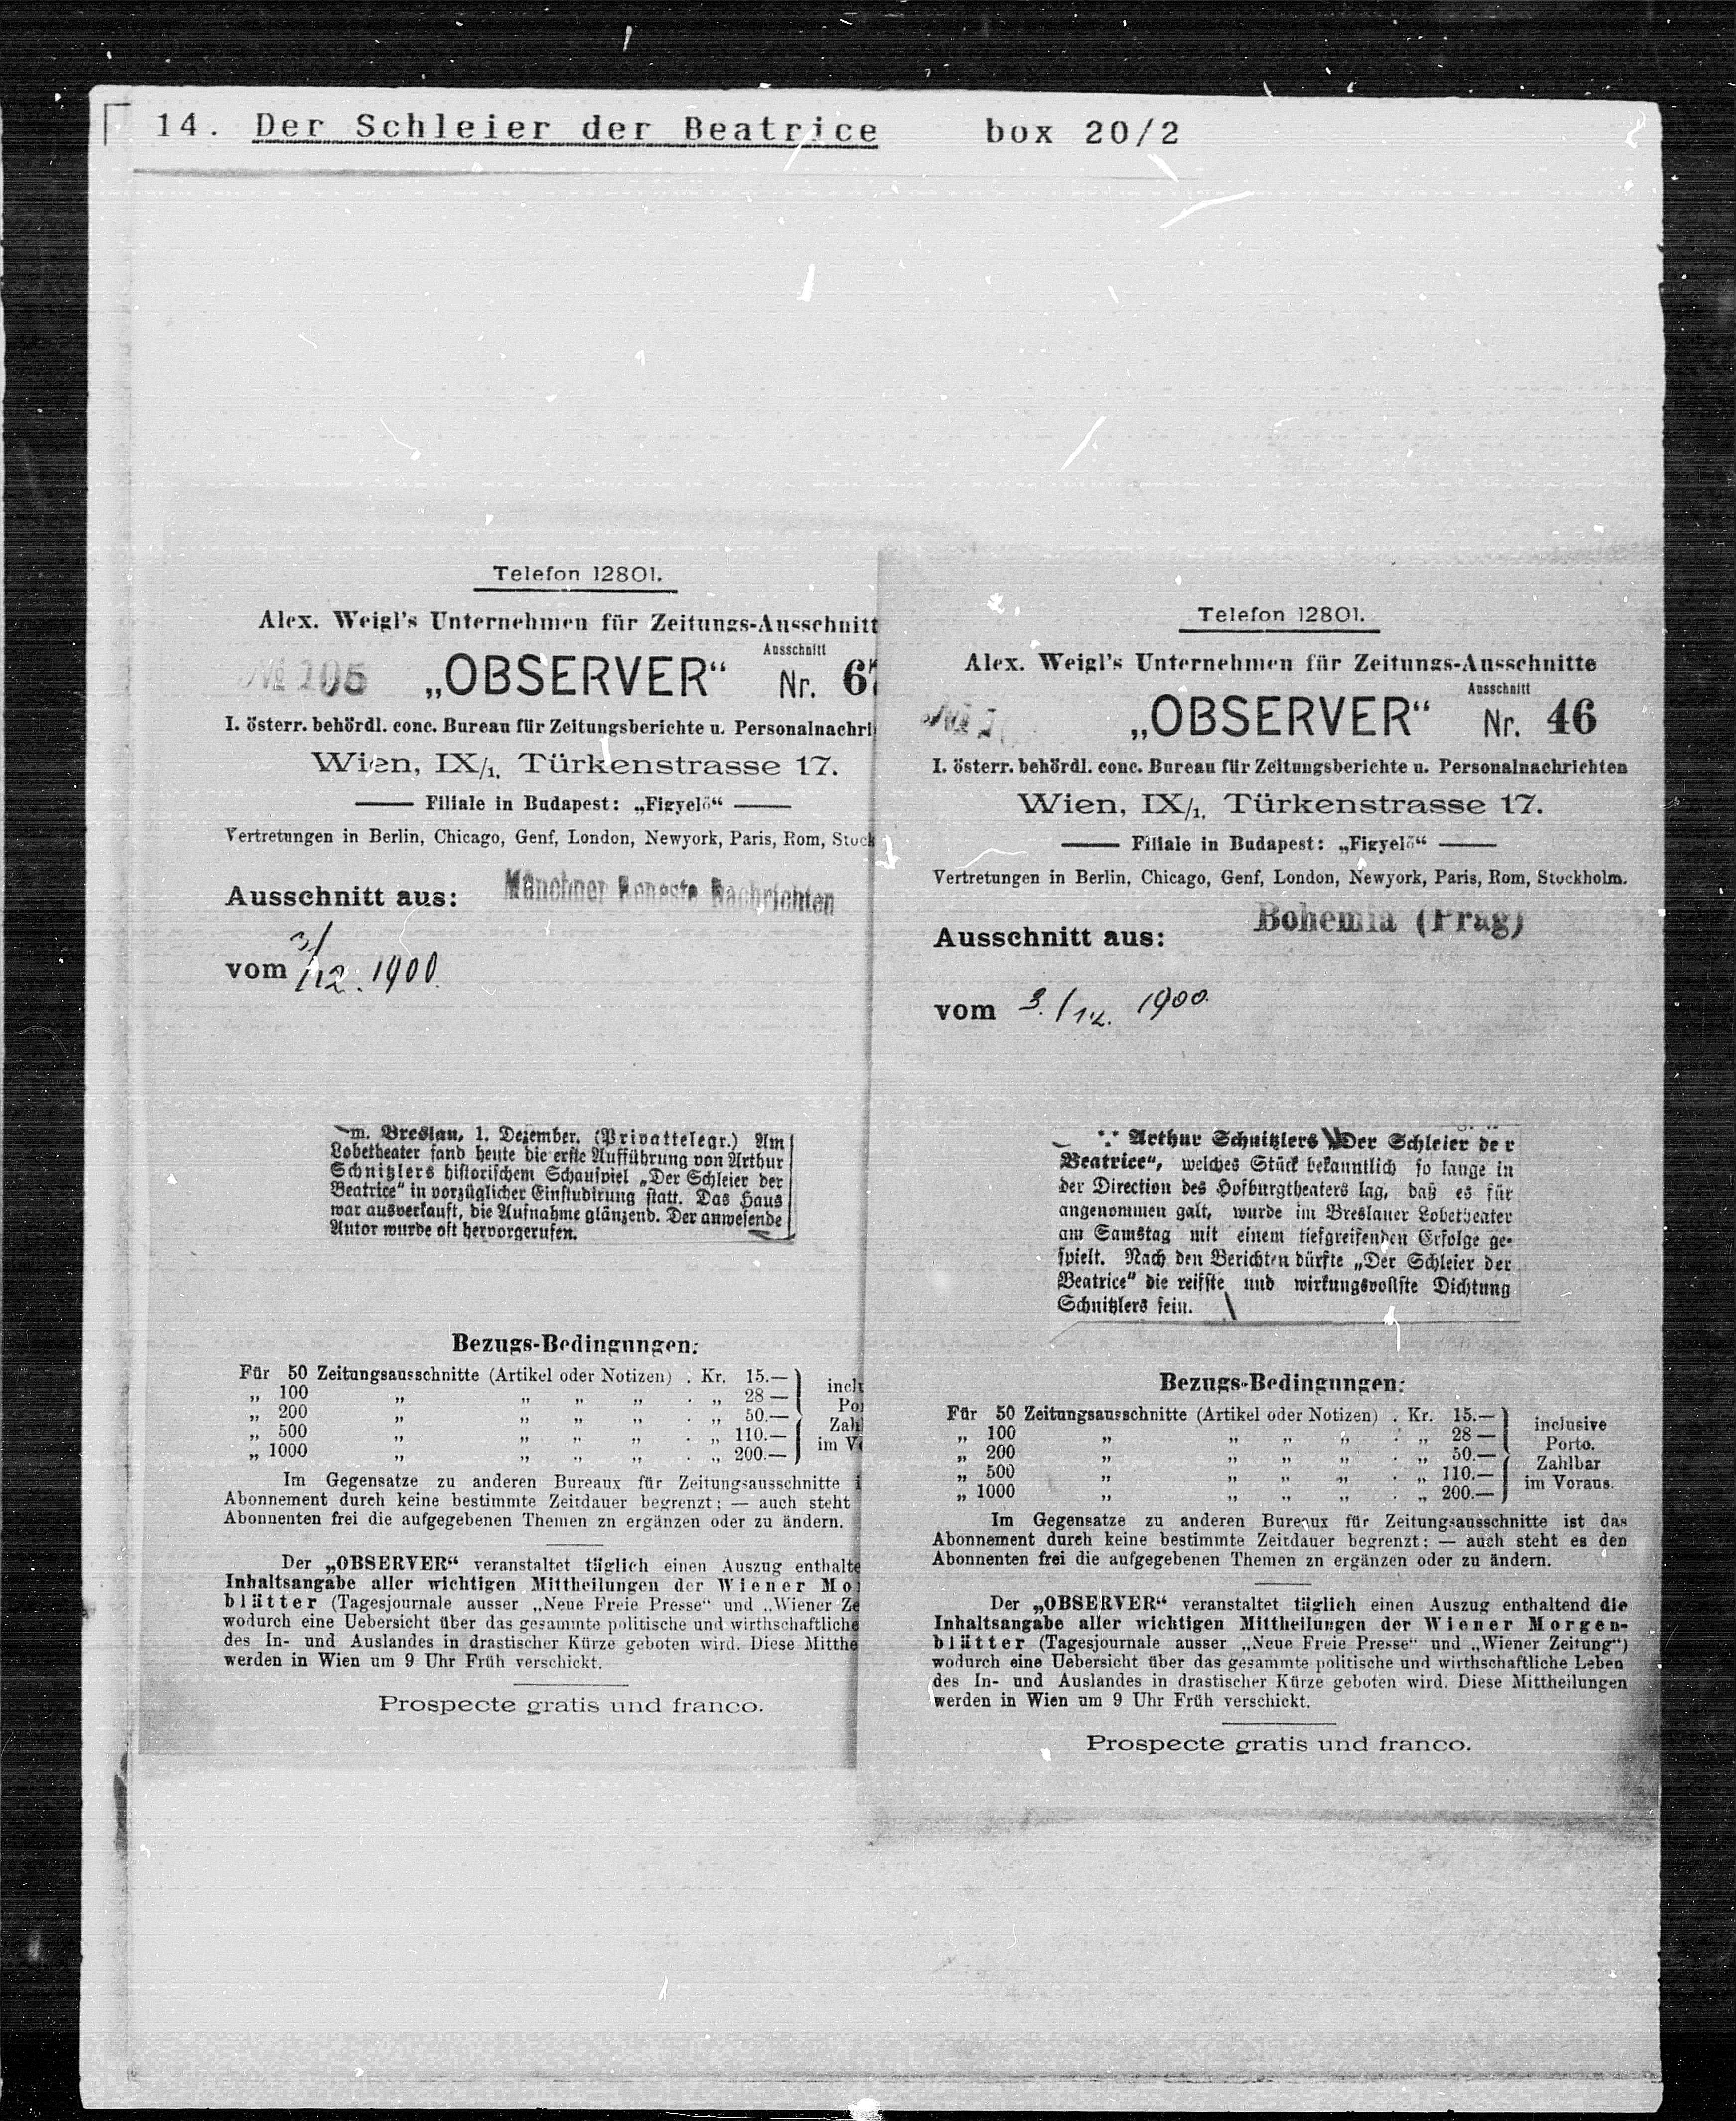 14. Der Schleier der Beatrice box 20/2
Telefon 12801.
Alex. Weigl's Unternehmen für Zeitungs-Ausschnitt
№ 105 „OBSERVER“ Ausschnitt Nr. 67
I. österr. behördl. conc. Bureau für Zeitungsberichte u. Personalnachri
Wien, IX/1, Türkenstrasse 17.
Filiale in Budapest: „Figyelő“
Vertretungen in Berlin, Chicago, Genf, London, Newyork, Paris, Rom, Stock
Ausschnitt aus: Münchner Neueste Nachrichten
vom 3/12. 1900.
m. Breslau, 1. Dezember. (Privattelegr.) Am
Lobetheater fand heute die erste Aufführung von Arthur
Schnitzlers historischem Schauspiel „Der Schleier der
Beatrice“ in vorzüglicher Einstudirung statt. Das Haus
war ausverkauft, die Aufnahme glänzend. Der anwesende
Autor wurde oft hervorgerufen.
Bezugs-Bedingungen:
Für 50 Zeitungsausschnitte (Artikel oder Notizen) . Kr. 15.—
„ 100 „ „ „ „ . „ 28 —
„ 200 „ „ „ „ . „ 50.—
„ 500 „ „ „ „ . „ 110.—
„ 1000 „ „ „ „ . „ 200.—
inclu
Por
Zahl
im Vo
Im Gegensatze zu anderen Bureaux für Zeitungsausschnitte i
Abonnement durch keine bestimmte Zeitdauer begrenzt; — auch steht
Abonnenten frei die aufgegebenen Themen zn ergänzen oder zu ändern.
Der „OBSERVER“ veranstaltet täglich einen Auszug enthalte
Inhaltsangabe aller wichtigen Mittheilungen der Wiener Mor
blätter (Tagesjournale ausser „Neue Freie Presse“ und „Wiener Ze
wodurch eine Uebersicht über das gesammte politische und wirthschaftliche
des In- und Auslandes in drastischer Kürze geboten wird. Diese Mitthe
werden in Wien um 9 Uhr Früh verschickt.
Prospecte gratis und franco.
Telefon 12801.
Alex. Weigl's Unternehmen für Zeitungs-Ausschnitte
„OBSERVER“ Ausschnitt Nr. 46
I. österr. behördl. conc. Bureau für Zeitungsberichte u. Personalnachrichten
Wien, IX/1, Türkenstrasse 17.
Filiale in Budapest: „Figyelő“
Vertretungen in Berlin, Chicago, Genf, London, Newyork, Paris, Rom, Stockholm.
Ausschnitt aus: Bohemia (Prag)
vom 3./12. 1900.
Arthur Schnitzlers „Der Schleier der
Beatrice“, welches Stück bekanntlich so lange in
der Direction des Hofburgtheaters lag, daß es für
angenommen galt, wurde im Breslauer Lobetheater
am Samstag mit einem tiefgreifenden Erfolge ge-
spielt. Nach den Berichten dürfte „Der Schleier der
Beatrice“ die reifste und wirkungsvollste Dichtung
Schnitzlers sein.
Bezugs-Bedingungen:
Für 50 Zeitungsausschnitte (Artikel oder Notizen) . Kr. 15.—
„ 100 „ „ „ „ . „ 28 —
„ 200 „ „ „ „ . „ 50.—
„ 500 „ „ „ „ . „ 110.—
„ 1000 „ „ „ „ . „ 200.—
inclusive
Porto.
Zahlbar
im Voraus.
Im Gegensatze zu anderen Bureaux für Zeitungsausschnitte ist das
Abonnement durch keine bestimmte Zeitdauer begrenzt; — auch steht es den
Abonnenten frei die aufgegebenen Themen zn ergänzen oder zu ändern.
Der „OBSERVER“ veranstaltet täglich einen Auszug enthaltend die
Inhaltsangabe aller wichtigen Mittheilungen der Wiener Morgen-
blätter (Tagesjournale ausser „Neue Freie Presse“ und „Wiener Zeitung“)
wodurch eine Uebersicht über das gesammte politische und wirthschaftliche Leben
des In- und Auslandes in drastischer Kürze geboten wird. Diese Mittheilungen
werden in Wien um 9 Uhr Früh verschickt.
Prospecte gratis und franco.